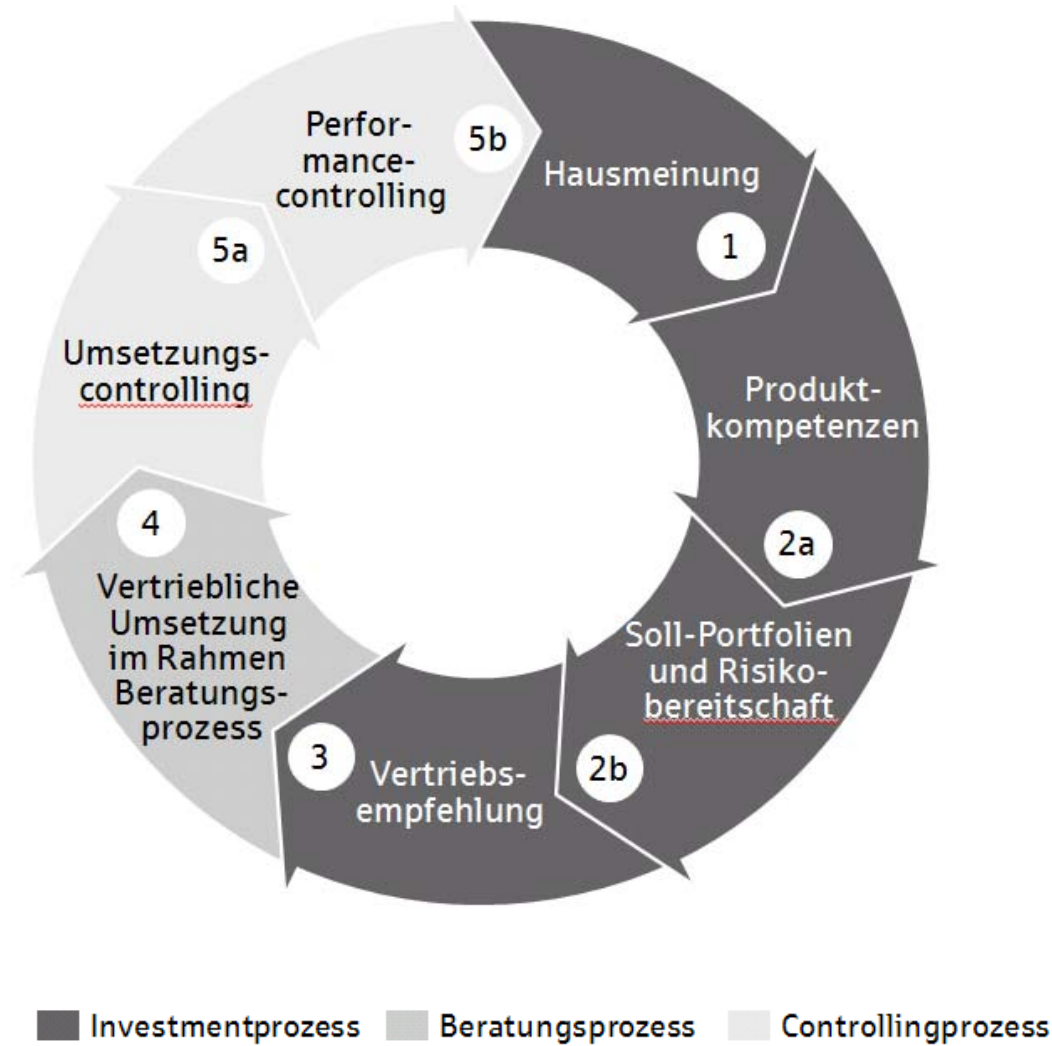 Hausmeinung
1
Produkt-
kompetenzen
2a
Soll-Portfolien
und Risiko-
bereitschaft
2b
Vertriebs-
empfehlung
3
4
Vertriebliche
Umsetzung
im Rahmen
Beratungs-
prozess
5a
Umsetzungs-
controlling
5b
Perfor-
mance-
controlling
Investmentprozess
Beratungsprozess
Controllingprozess